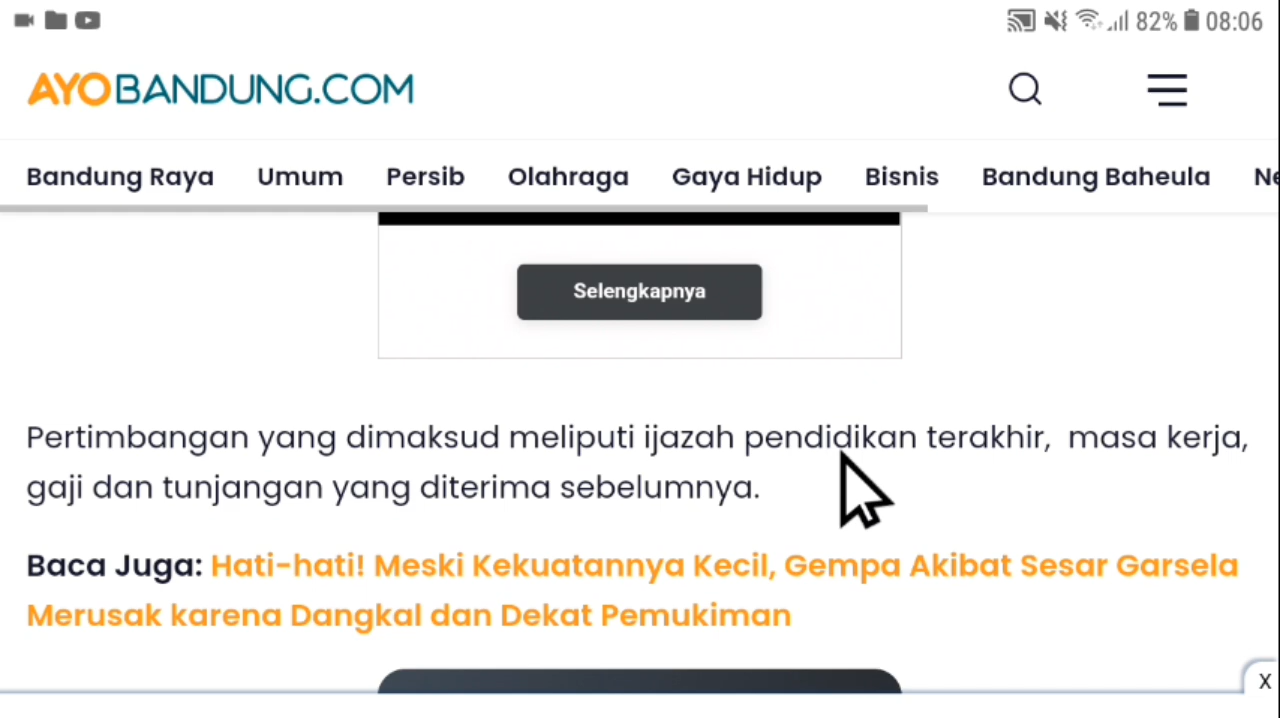 82% 08:06
AYOBANDUNG.COM
Bandung Raya Umum Persib Olahraga Gaya Hidup Bisnis Bandung Baheula
Selengkapnya
Pertimbangan yang dimaksud meliputi ijazah pendidikan terakhir, masa kerja,
gaji dan tunjangan yang diterima sebelumnya.
Baca Juga: Hati-hati! Meski Kekuatannya Kecil, Gempa Akibat Sesar Garsela
Merusak karena Dangkal dan Dekat Pemukiman
X